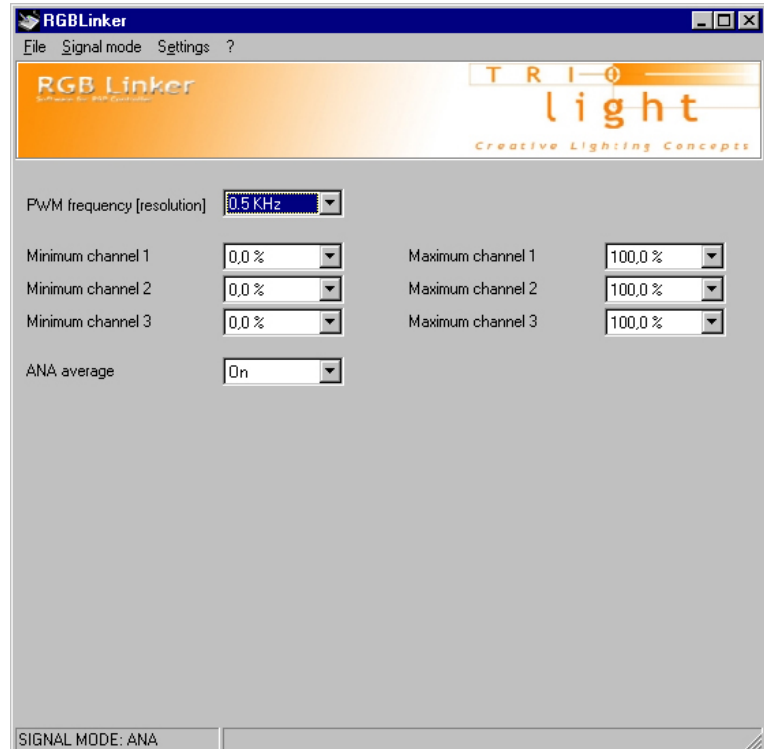 RGBLinker
File Signal mode Settings ?
RGB Linker
TRIO
light
Creative Lighting Concepts
PWM frequency [resolution] 0.5 KHz
Minimum channel 1 0,0 % Maximum channel 1 100,0 %
Minimum channel 2 0,0 % Maximum channel 2 100,0 %
Minimum channel 3 0,0 % Maximum channel 3 100,0 %
ANA average On
SIGNAL MODE: ANA